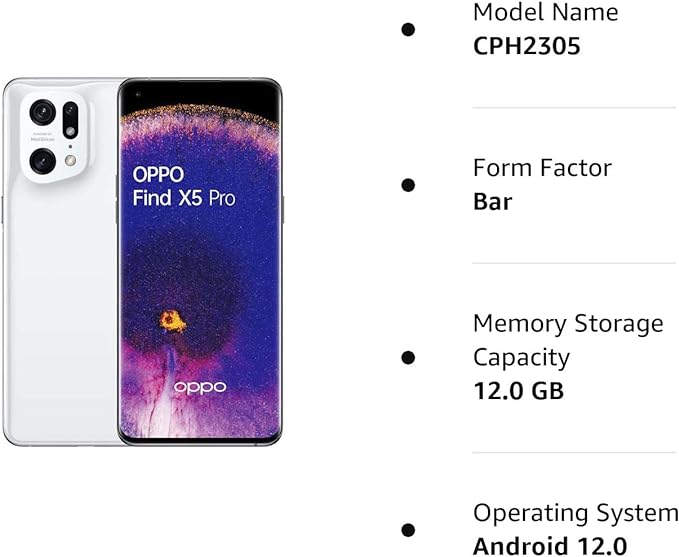 Model Name
CPH2305
Form Factor
Bar
Memory Storage
Capacity
12.0 GB
Operating System
Android 12.0
OPPO
Find X5 Pro
oppo